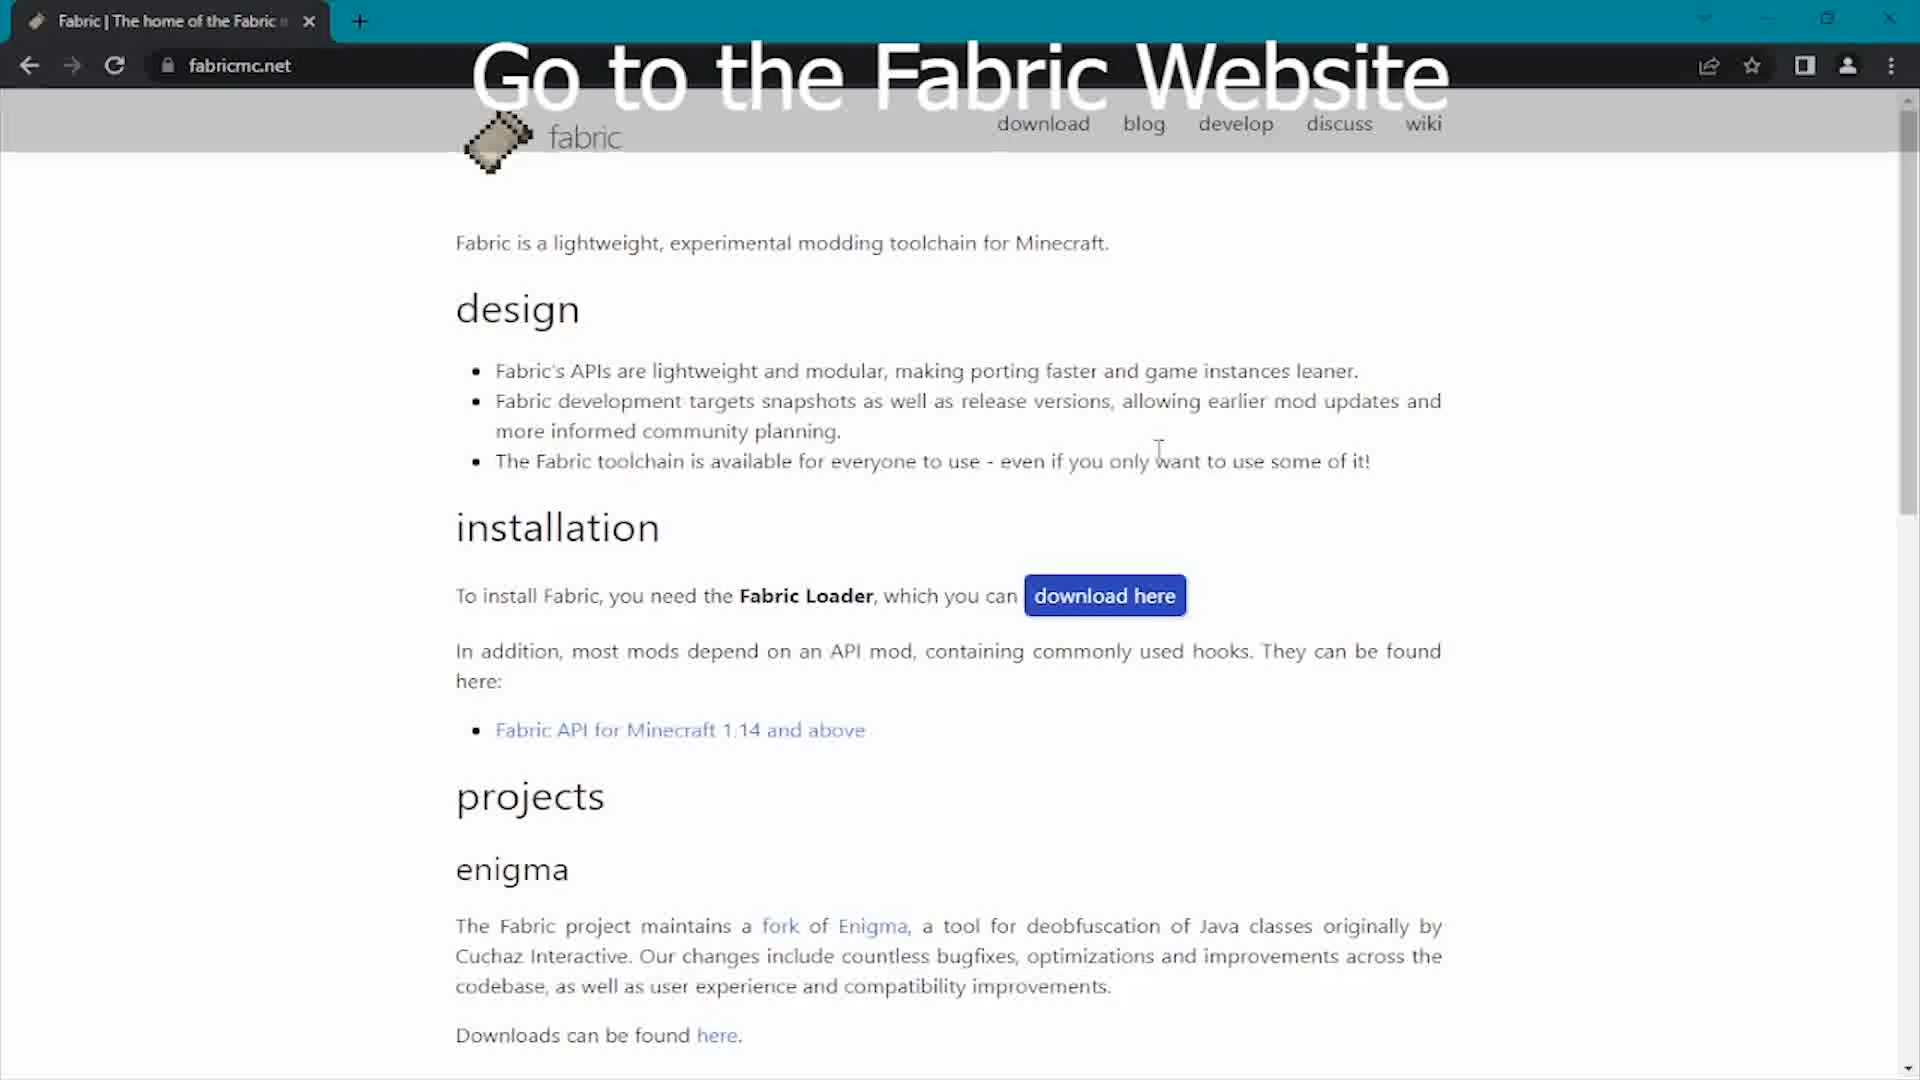 Fabric | The home of the Fabric
fabricmc.net
Go to the Fabric Website
fabric
download blog develop discuss wiki
Fabric is a lightweight, experimental modding toolchain for Minecraft.
design
Fabric's APIs are lightweight and modular, making porting faster and game instances leaner.
Fabric development targets snapshots as well as release versions, allowing earlier mod updates and
more informed community planning.
The Fabric toolchain is available for everyone to use - even if you only want to use some of it!
installation
To install Fabric, you need the Fabric Loader, which you can download here
In addition, most mods depend on an API mod, containing commonly used hooks. They can be found
here:
Fabric API for Minecraft 1.14 and above
projects
enigma
The Fabric project maintains a fork of Enigma, a tool for deobfuscation of Java classes originally by
Cuchaz Interactive. Our changes include countless bugfixes, optimizations and improvements across the
codebase, as well as user experience and compatibility improvements.
Downloads can be found here.